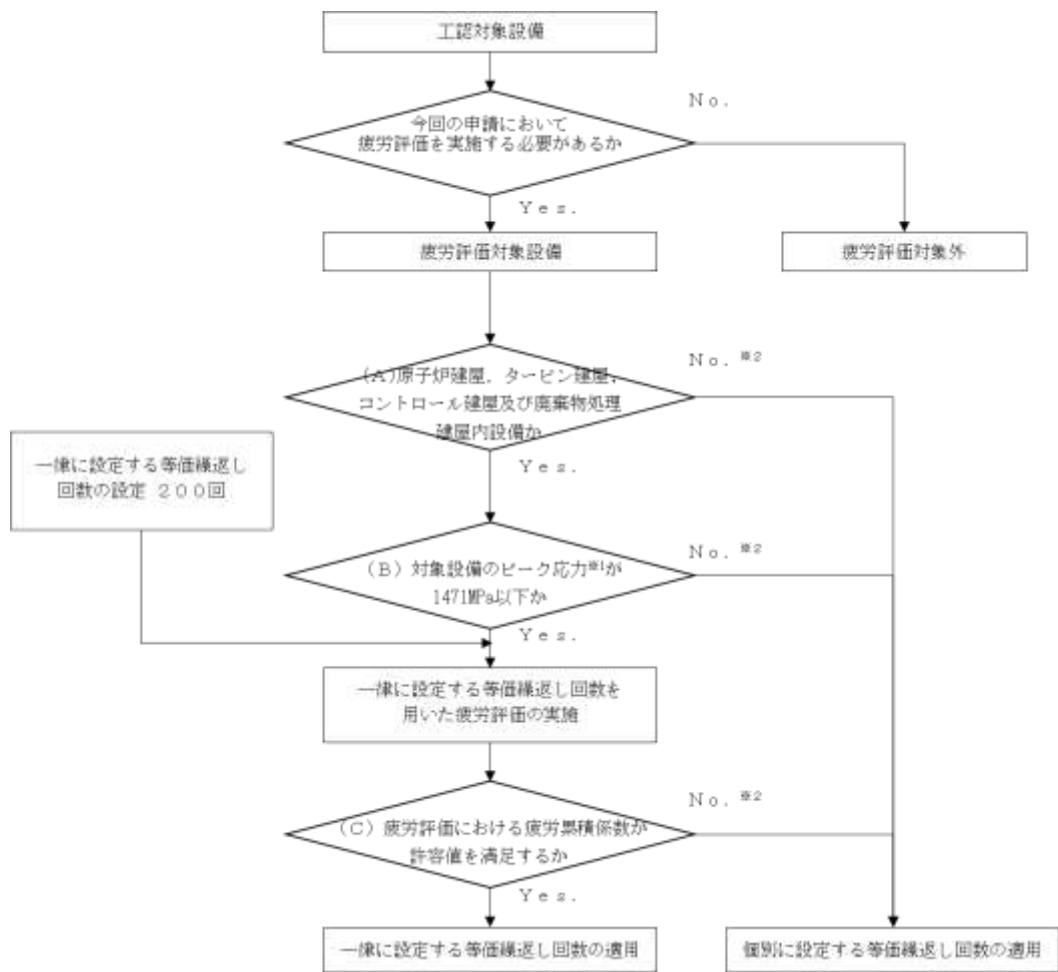 工認対象設備
No.
今回の申請において
疲労評価を実施する必要があるか
Yes.
疲労評価対象設備
疲労評価対象外
No.※2
(A)原子炉建屋，タービン建屋，
コントロール建屋及び廃棄物処理
建屋内設備か
Yes.
一律に設定する等価繰返し
回数の設定 200回
No.※2
(B)対象設備のピーク応力※1が
1471MPa以下か
Yes.
一律に設定する等価繰返し回数を
用いた疲労評価の実施
No.※2
(C)疲労評価における疲労累積係数が
許容値を満足するか
Yes.
一律に設定する等価繰返し回数の適用
個別に設定する等価繰返し回数の適用